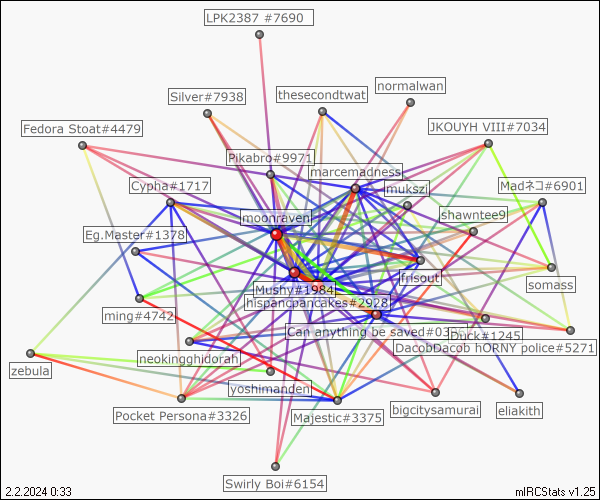 LPK2387 #7690
normalwan
Silver#7938
thesecondtwat
Fedora Stoat#4479
JKOUYH VIII#7034
Pikabro#9971
marcemadness
Cypha#1717
mukszi
Madネコ#6901
moonraven
shawntee9
Eg.Master#1378
frisout
somass
Mushy#1984
hispancpancakes#2928
ming#4742
Can anything be saved#03
Duck#1245
DacobDacob hORNY police#5271
neokingghidorah
zebula
yoshimanden
Pocket Persona#3326
Majestic#3375
bigcitysamurai
eliakith
Swirly Boi#6154
2.2.2024 0:33
mIRCStats v1.25